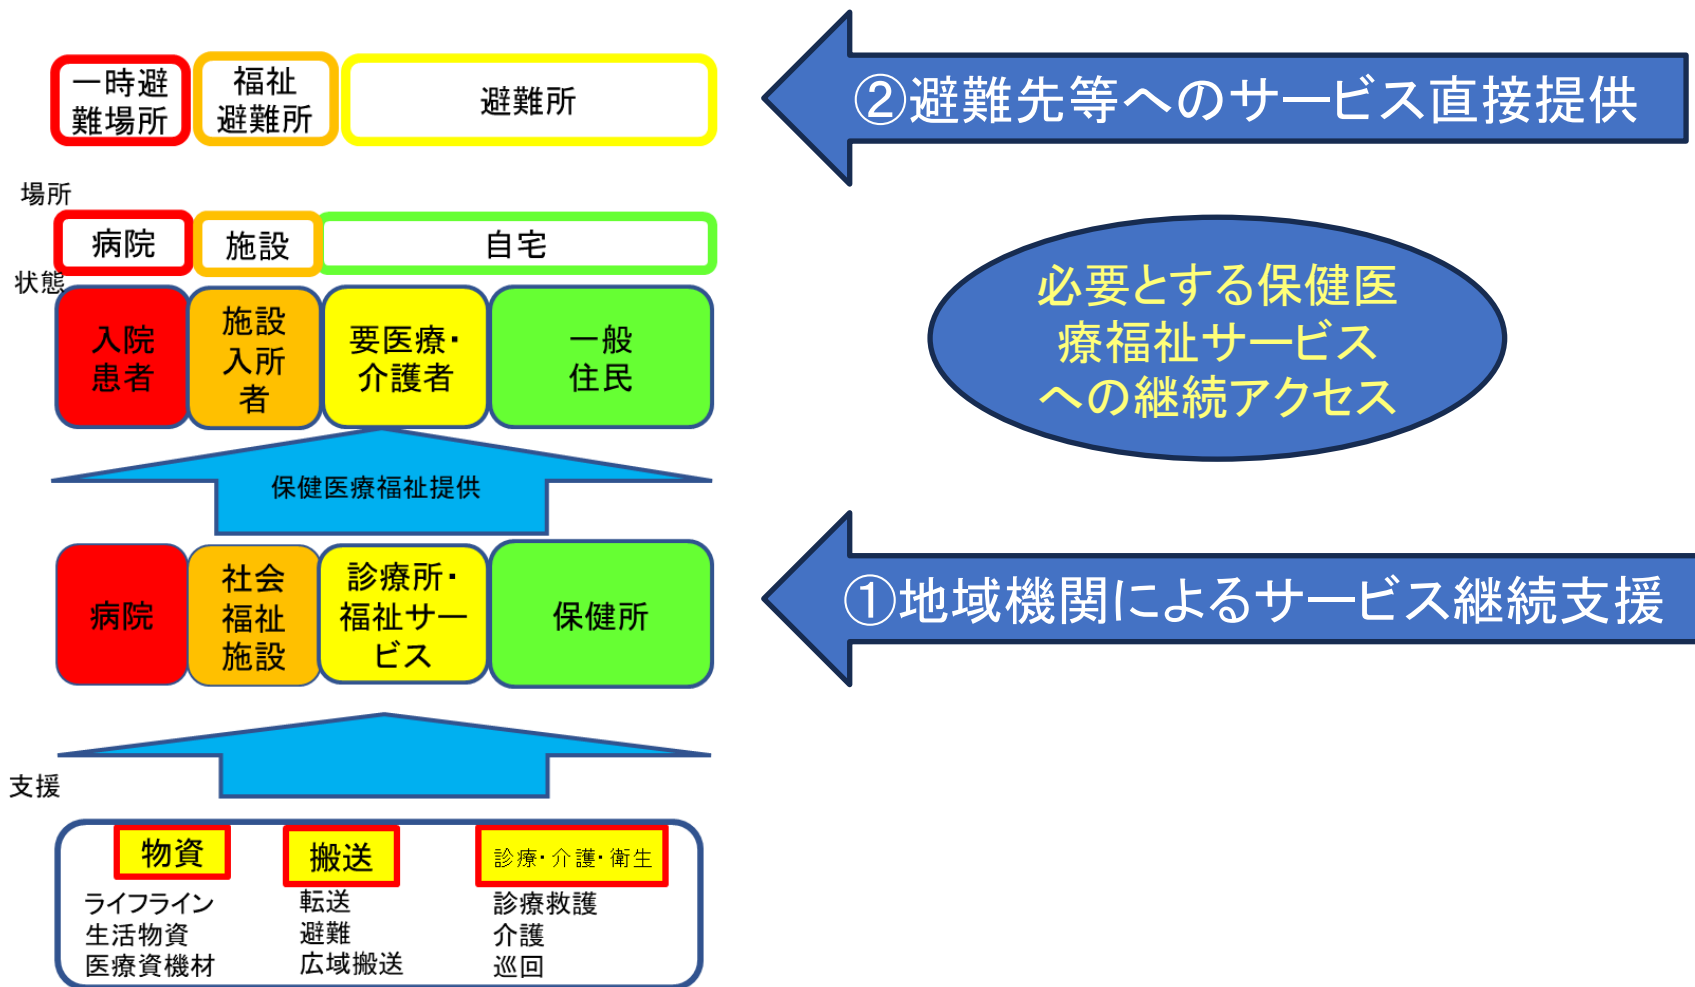 一時避
難場所
福祉
避難所
避難所
②避難先等へのサービス直接提供
場所
病院
施設
自宅
状態
入院
患者
施設
入所
者
要医療・
介護者
一般
住民
必要とする保健医
療福祉サービス
への継続アクセス
保健医療福祉提供
病院
社会
福祉
施設
診療所・
福祉サー
ビス
保健所
①地域機関によるサービス継続支援
支援
物資
ライフライン
生活物資
医療資機材
搬送
転送
避難
広域搬送
診療・介護・衛生
診療救護
介護
巡回